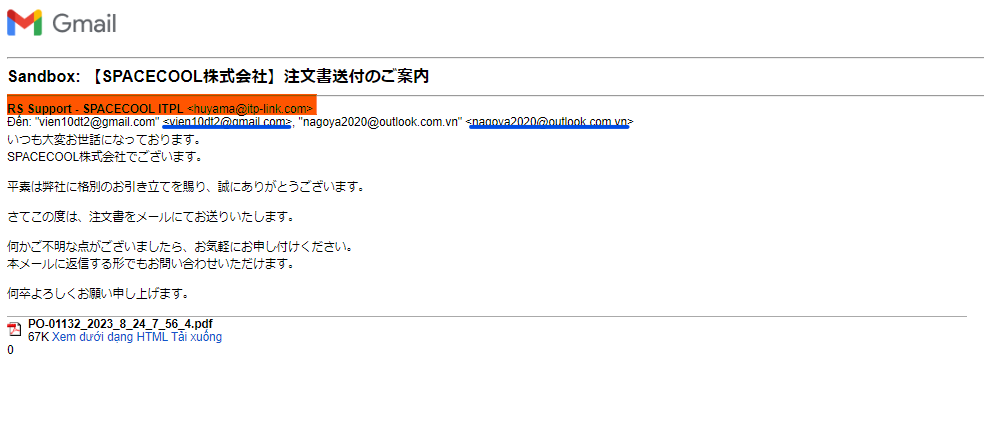 Gmail
Sandbox: 【SPACECOOL株式会社】注文書送付のご案内
RS Support - SPACECOOL ITPL <huyama@itp-link.com>
Đến: "vien10dt2@gmail.com" <vien10dt2@gmail.com>, "nagoya2020@outlook.com.vn" <nagoya2020@outlook.com.vn>
いつも大変お世話になっております。
SPACECOOL株式会社でございます。
平素は弊社に格別のお引き立てを賜り、誠にありがとうございます。
さてこの度は、注文書をメールにてお送りいたします。
何かご不明な点がございましたら、お気軽にお申し付けください。
本メールに返信する形でもお問い合わせいただけます。
何卒よろしくお願い申し上げます。
PO-01132_2023_8_24_7_56_4.pdf
67K Xem dưới dạng HTML Tải xuống
0